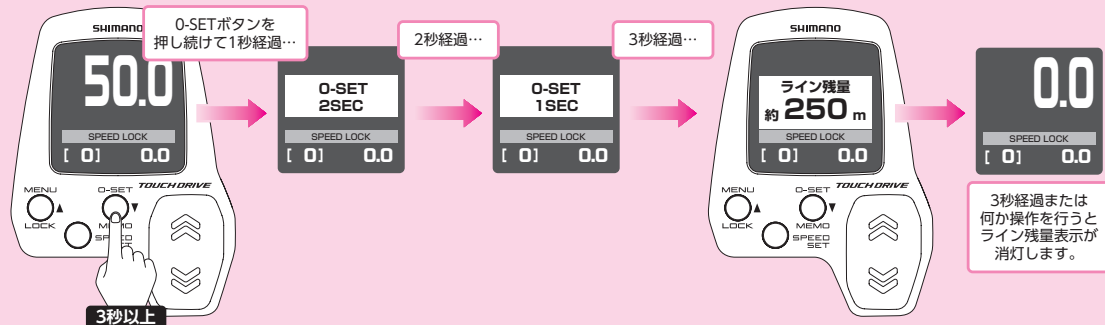 SHIMANO
50.0
SPEED LOCK
[ 0] 0.0
MENU
▲
LOCK
0-SET
▼
MEMO
SPEED
TOUCH DRIVE
3秒以上
0-SETボタンを
押し続けて1秒経過…
0-SET
2SEC
SPEED LOCK
[ 0] 0.0
2秒経過…
0-SET
1SEC
SPEED LOCK
[ 0] 0.0
3秒経過…
SHIMANO
ライン残量
約 250 m
SPEED LOCK
[ 0] 0.0
MENU
▲
LOCK
0-SET
▼
MEMO
SPEED
SET
TOUCH DRIVE
0.0
SPEED LOCK
[ 0] 0.0
3秒経過または
何か操作を行うと
ライン残量表示が
消灯します。